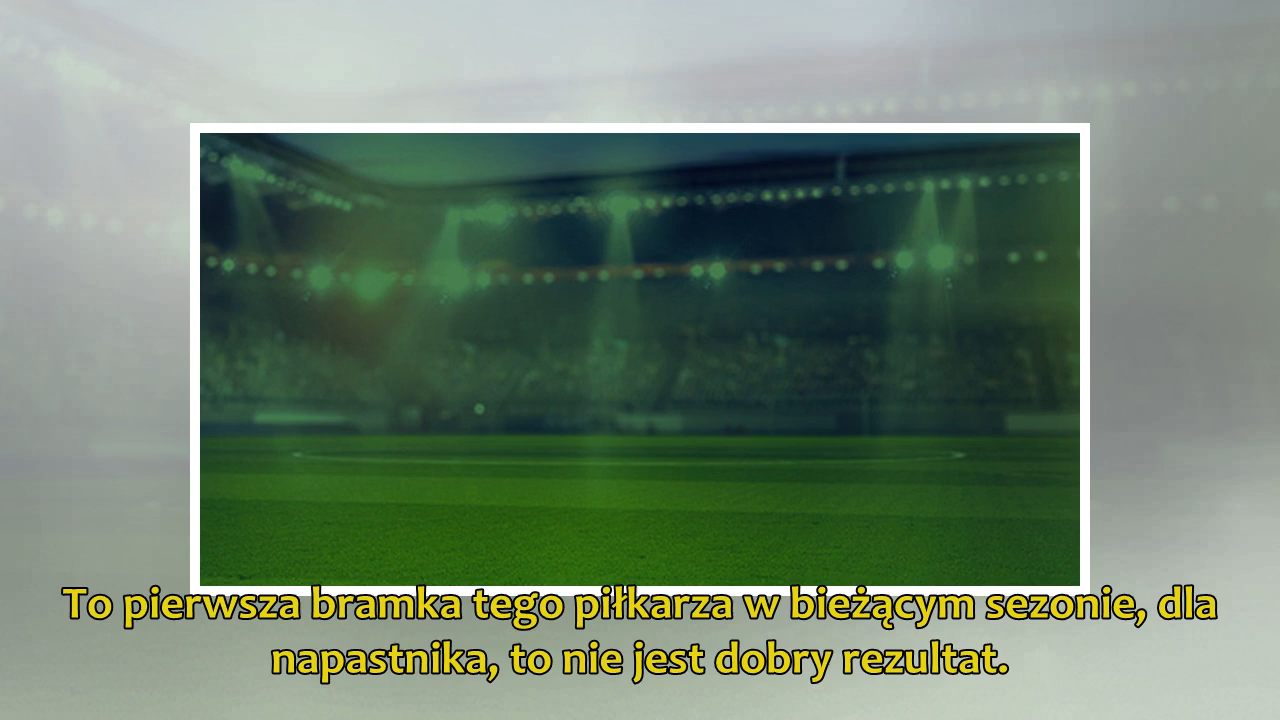 To pierwsza bramka tego piłkarza w bieżącym sezonie, dla
napastnika, to nie jest dobry rezultat.